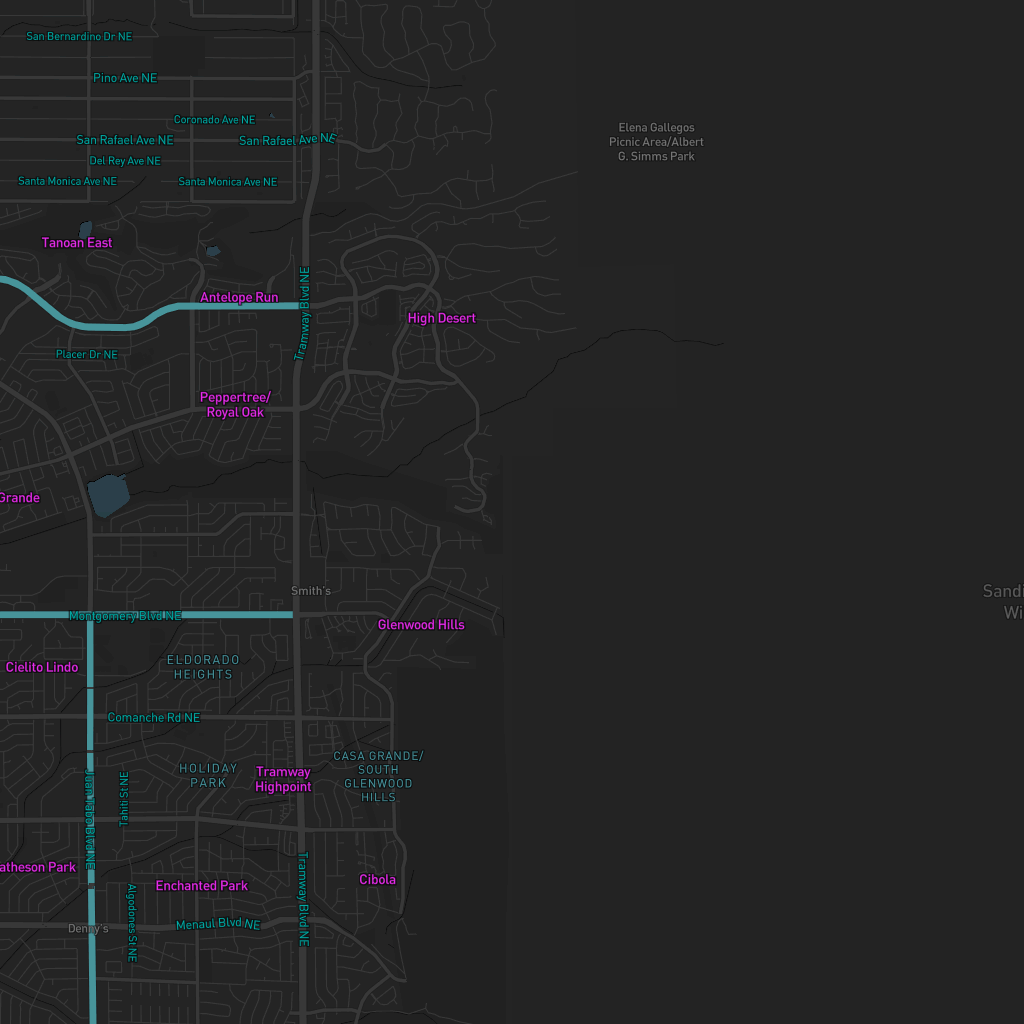 San Bernardino Dr NE
Pino Ave NE
Coronado Ave NE
San Rafael Ave NE
San Rafael Ave NE
Del Rey Ave NE
Santa Monica Ave NE
Santa Monica Ave NE
Elena Gallegos
Picnic Area/Albert
G. Simms Park
Tanoan East
Antelope Run
Tramway Blvd NE
High Desert
Placer Dr NE
Peppertree/
Royal Oak
Grande
Smith's
Sandi
Wi
Montgomery Blvd NE
Glenwood Hills
Cielito Lindo
ELDORADO
HEIGHTS
Comanche Rd NE
HOLIDAY
PARK
Tramway
Highpoint
CASA GRANDE/
SOUTH
GLENWOOD
HILLS
Juan Tabo Blvd NE
Tahiti St NE
atheson Park
Enchanted Park
Cibola
Tramway Blvd NE
Algodones St NE
Menaul Blvd NE
Denny's